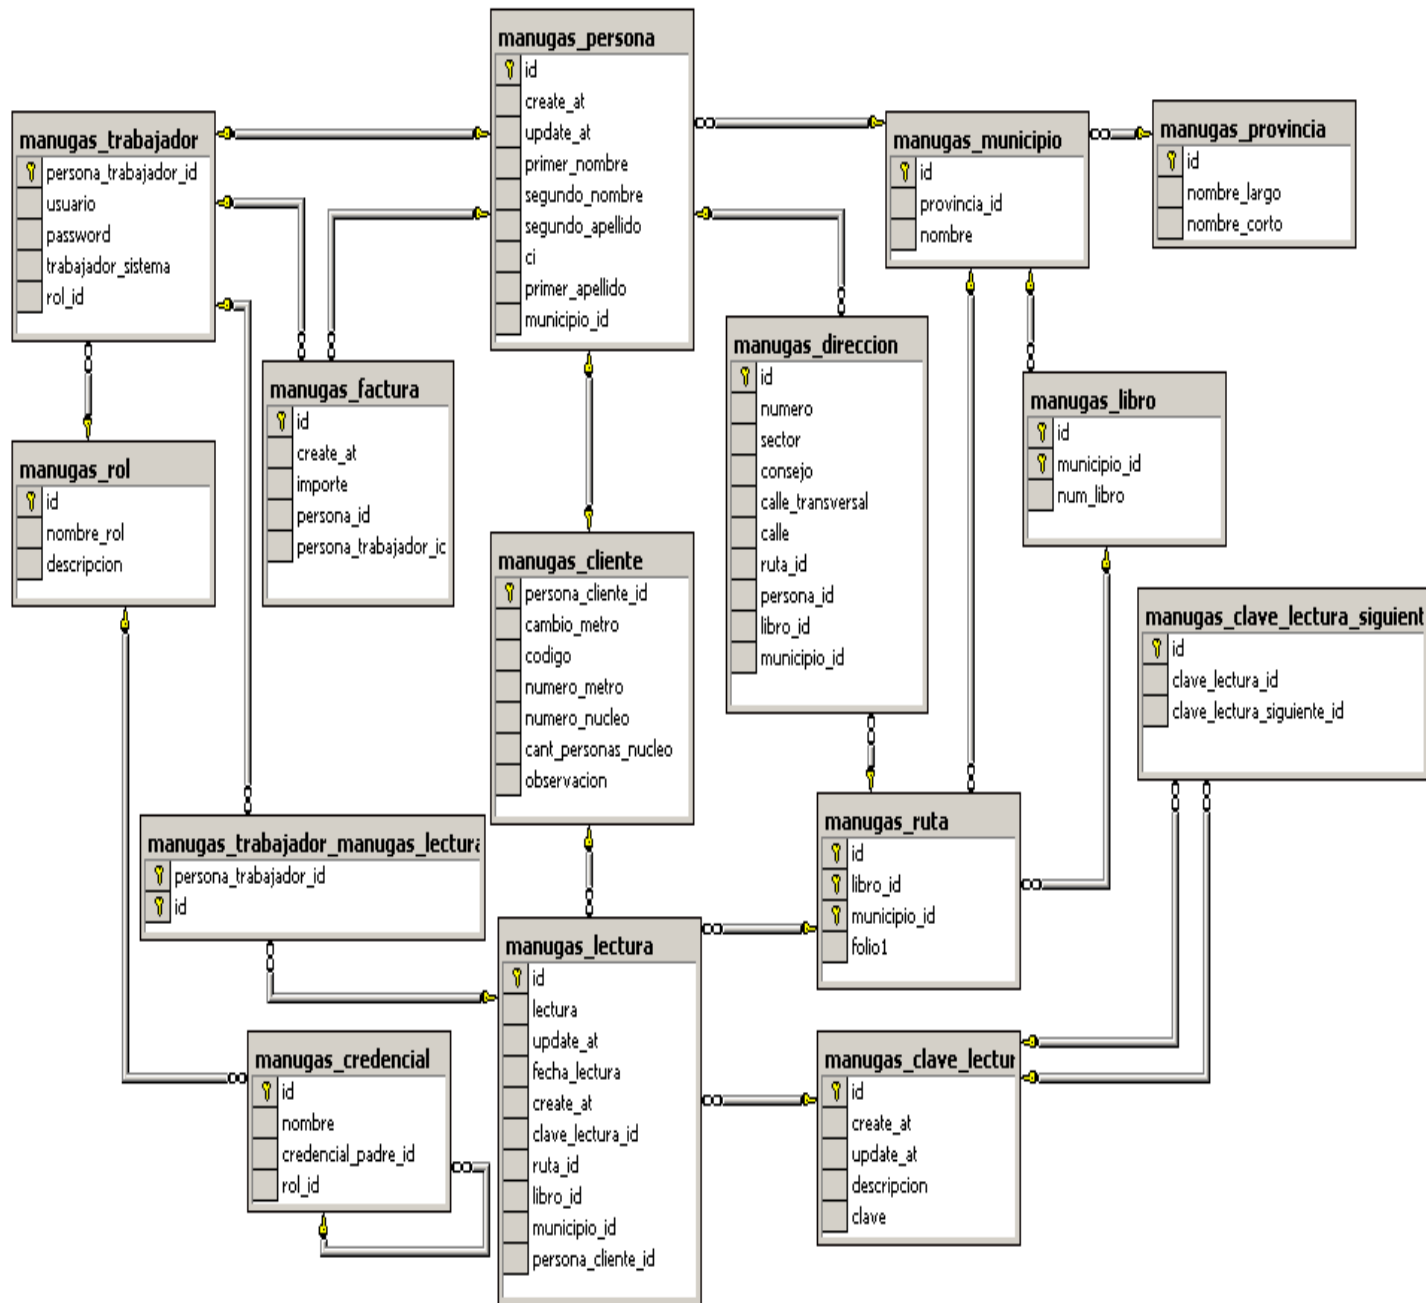 manugas_persona
id
create_at
update_at
primer_nombre
segundo_nombre
segundo_apellido
ci
primer_apellido
municipio_id
manugas_trabajador
persona_trabajador_id
usuario
password
trabajador_sistema
rol_id
manugas_municipio
id
provincia_id
nombre
manugas_provincia
id
nombre_largo
nombre_corto
manugas_factura
id
create_at
importe
persona_id
persona_trabajador_ic
manugas_direccion
id
numero
sector
consejo
calle_transversal
calle
ruta_id
persona_id
libro_id
municipio_id
manugas_libro
id
municipio_id
num_libro
manugas_rol
id
nombre_rol
descripcion
manugas_cliente
persona_cliente_id
cambio_metro
codigo
numero_metro
numero_nucleo
cant_personas_nucleo
observacion
manugas_clave_lectura_siguient
id
clave_lectura_id
clave_lectura_siguiente_id
manugas_trabajador_manugas_lectura
persona_trabajador_id
id
manugas_ruta
id
libro_id
municipio_id
folio1
manugas_lectura
id
lectura
update_at
fecha_lectura
create_at
clave_lectura_id
ruta_id
libro_id
municipio_id
persona_cliente_id
manugas_credencial
id
nombre
credencial_padre_id
rol_id
manugas_clave_lectur
id
create_at
update_at
descripcion
clave